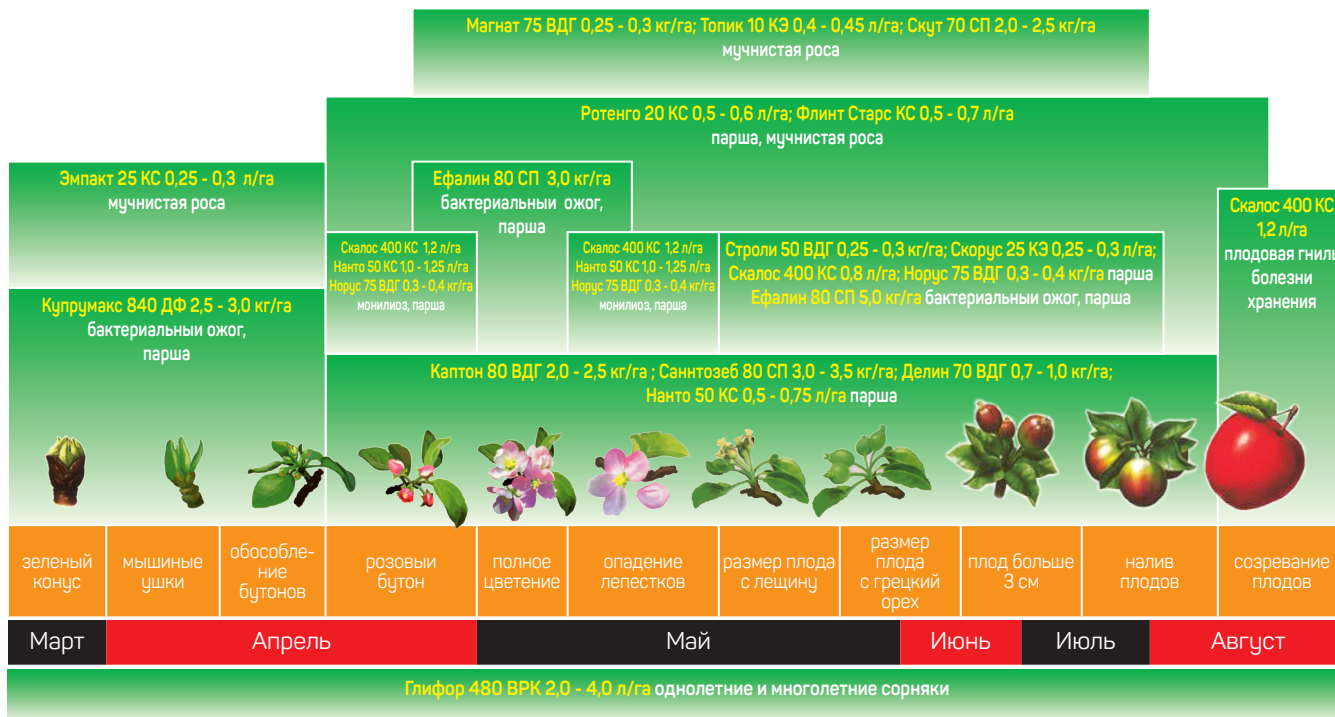 Магнат 75 ВДГ 0,25 - 0,3 кг/га; Топик 10 КЭ 0,4 - 0,45 л/га; Скут 70 СП 2,0 - 2,5 кг/га
мучнистая роса
Ротенго 20 КС 0,5 - 0,6 л/га; Флинт Старс КС 0,5 - 0,7 л/га
парша, мучнистая роса
Эмпакт 25 КС 0,25 - 0,3 л/га
мучнистая роса
Ефалин 80 СП 3,0 кг/га
бактериальныи ожог,
парша
Скалос 400 КС
1,2 л/га
плодовая гниль
болезни
хранения
Скалос 400 КС 1,2 л/га
Нанто 50 КС 1,0 - 1,25 л/га
Норус 75 ВДГ 0,3 - 0,4 кг/га
монилиоз, парша
Скалос 400 КС 1,2 л/га
Нанто 50 КС 1,0 - 1,25 л/га
Норус 75 ВДГ 0,3 - 0,4 кг/га
монилиоз, парша
Строли 50 ВДГ 0,25 - 0,3 кг/га; Скорус 25 КЭ 0,25 - 0,3 л/га;
Скалос 400 КС 0,8 л/га; Норус 75 ВДГ 0,3 - 0,4 кг/га парша
Ефалин 80 СП 5,0 кг/га бактериальныи ожог, парша
Купрумакс 840 ДФ 2,5 - 3,0 кг/га
бактериальныи ожог,
парша
Каптон 80 ВДГ 2,0 - 2,5 кг/га ; Саннтозеб 80 СП 3,0 - 3,5 кг/га; Делин 70 ВДГ 0,7 - 1,0 кг/га;
Нанто 50 КС 0,5 - 0,75 л/га парша
зеленый
конус
мышиные
ушки
обособле-
ние
бутонов
розовыи
бутон
полное
цветение
опадение
лепестков
размер плода
с лещину
размер
плода
с грецкий
орех
плод больше
3 см
налив
плодов
созревание
плодов
Март
Апрель
Май
Июнь
Июль
Август
Глифор 480 ВРК 2,0 - 4,0 л/га однолетние и многолетние сорняки